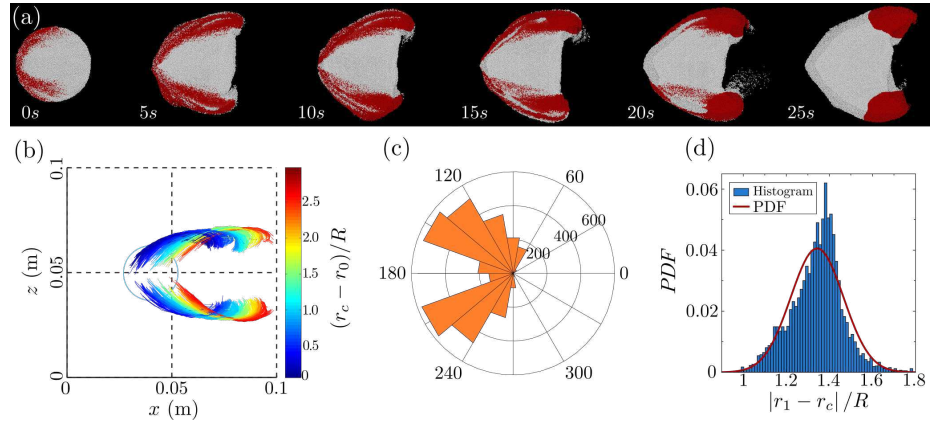 (a)
0s
5s
10s
15s
20s
25s
(b)
0.1
0.05
0
z (m)
0
0.05
0.1
x (m)
2.5
2.0
1.5
1.0
0.5
0
(r_c − r_0)/R
(c)
120
60
600
400
200
180
0
240
300
(d)
0.06
0.04
0.02
0
PDF
Histogram
PDF
1
1.2
1.4
1.6
1.8
|r_1 − r_c|/R